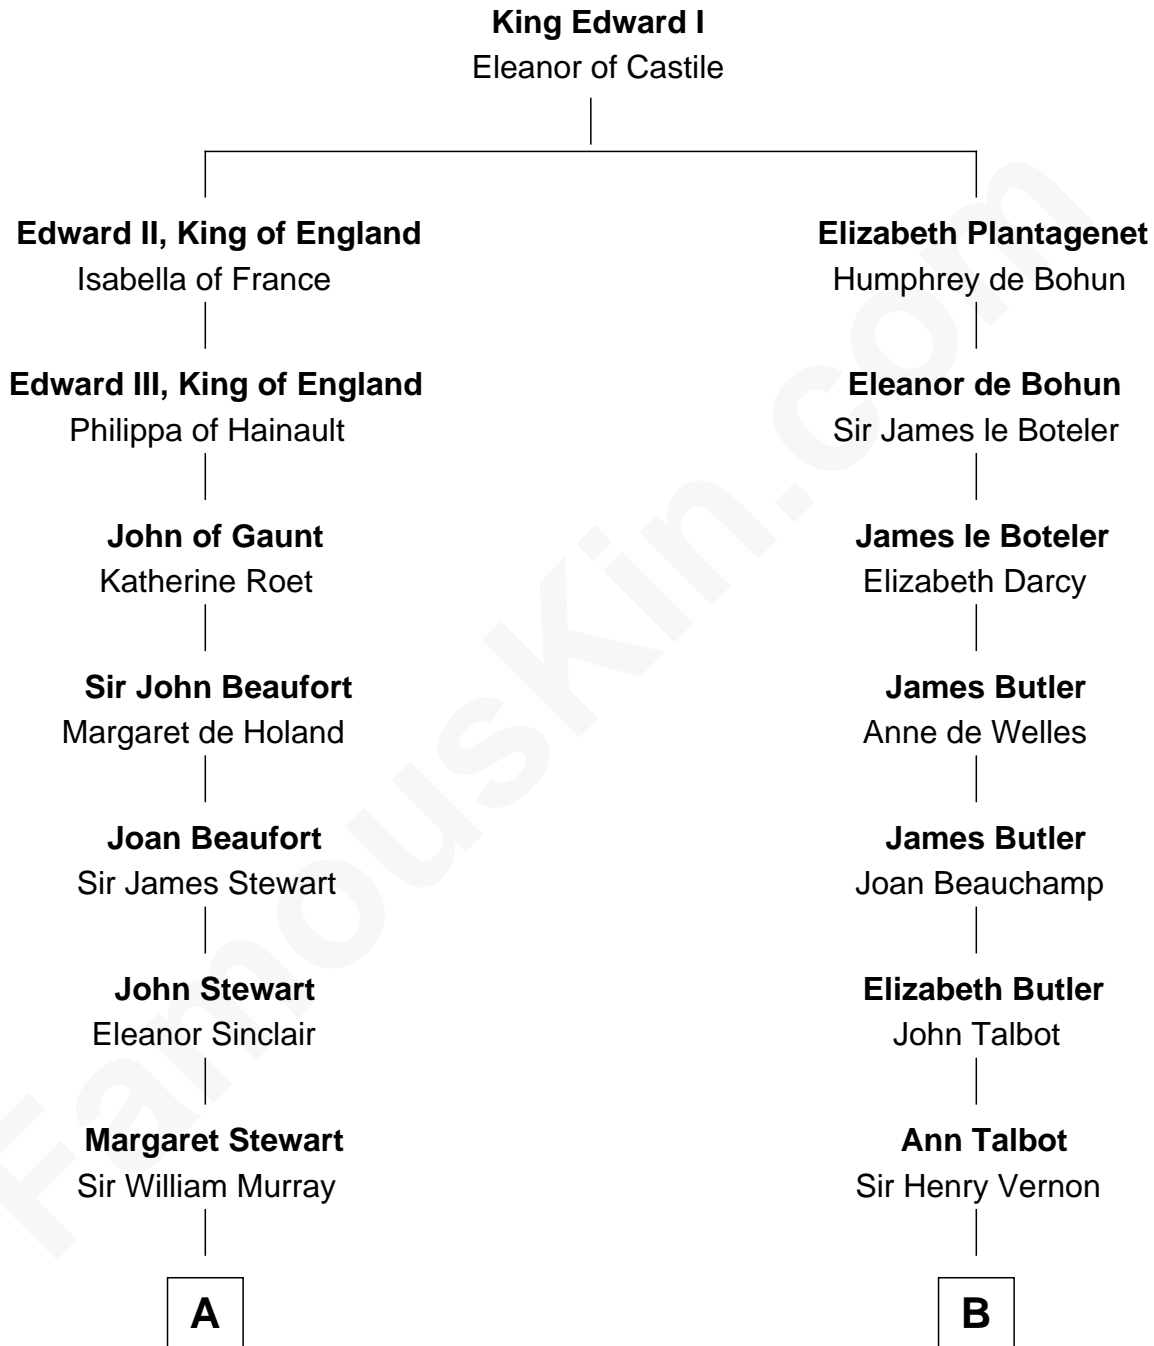 King Edward I
Eleanor of Castile
Edward II, King of England
Isabella of France
Elizabeth Plantagenet
Humphrey de Bohun
Edward III, King of England
Philippa of Hainault
Eleanor de Bohun
Sir James le Boteler
John of Gaunt
Katherine Roet
James le Boteler
Elizabeth Darcy
Sir John Beaufort
Margaret de Holand
James Butler
Anne de Welles
Joan Beaufort
Sir James Stewart
James Butler
Joan Beauchamp
John Stewart
Eleanor Sinclair
Elizabeth Butler
John Talbot
Margaret Stewart
Sir William Murray
Ann Talbot
Sir Henry Vernon
A
B
FamousKin.com